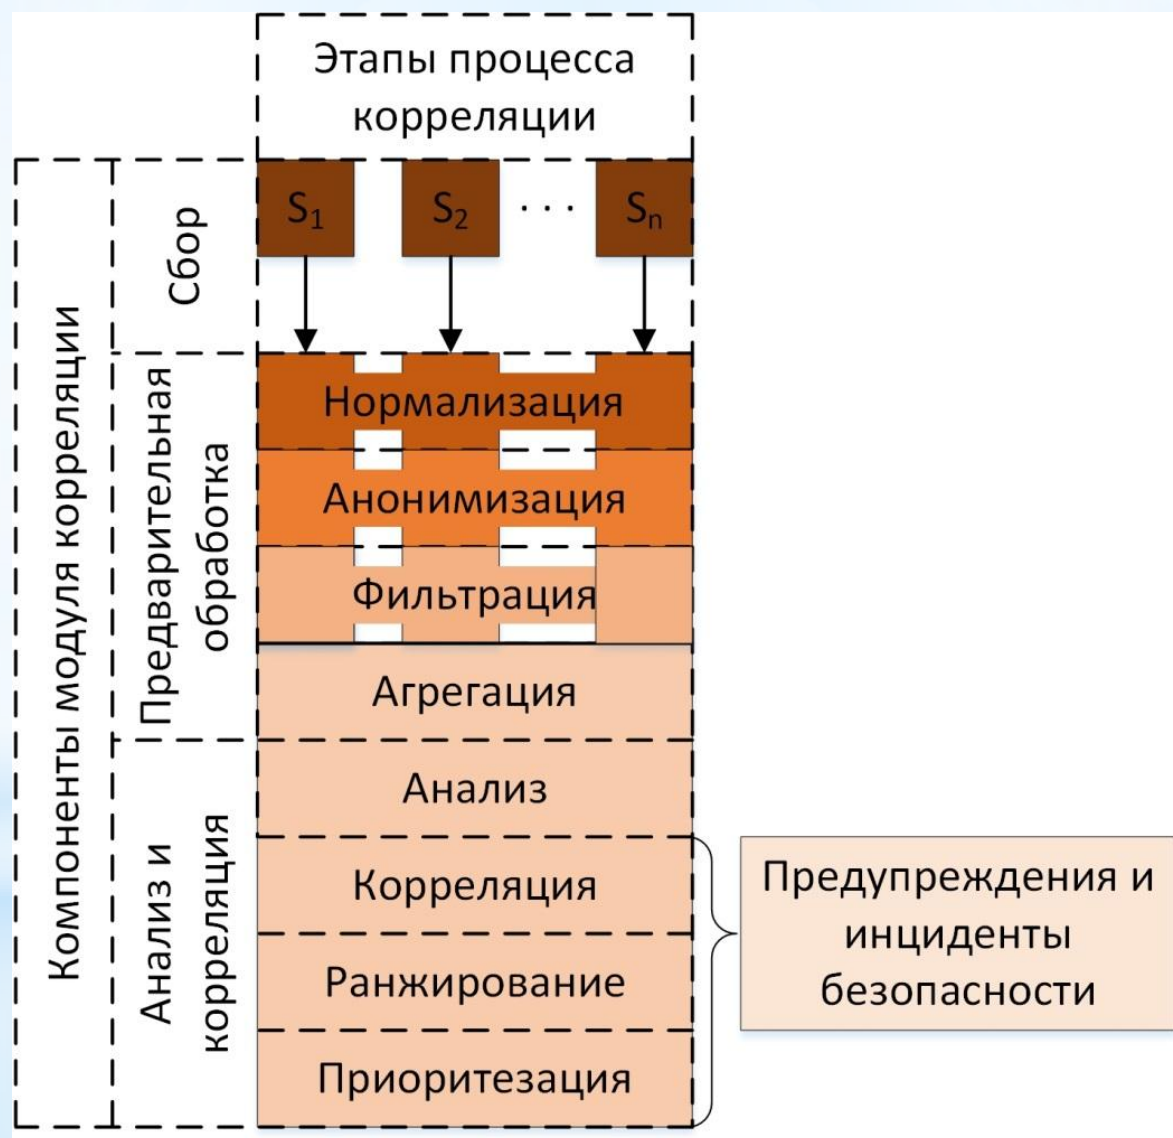 Этапы процесса
корреляции
Компоненты модуля корреляции
Сбор
S₁ S₂ · · · Sₙ
Предварительная
обработка
Нормализация
Анонимизация
Фильтрация
Агрегация
Анализ и
корреляция
Анализ
Корреляция
Ранжирование
Приоритезация
Предупреждения и
инциденты
безопасности